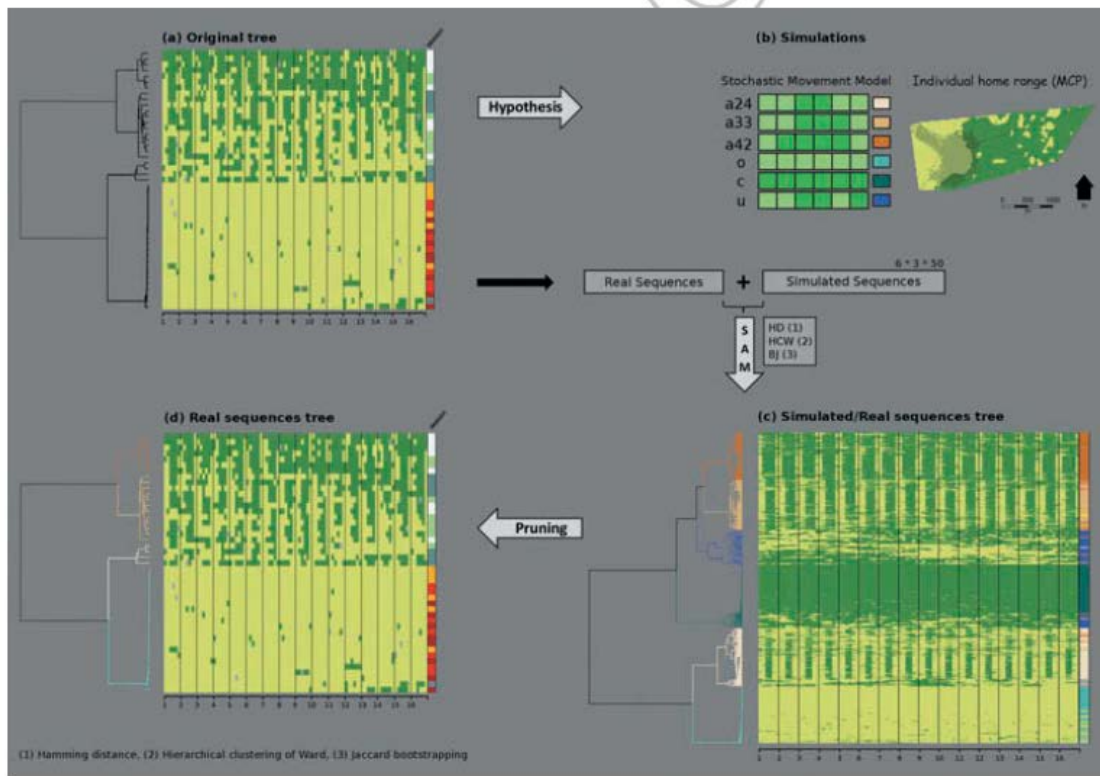 (a) Original tree
1 2 3 4 5 6 7 8 9 10 11 12 13 14 15 16
Hypothesis
(b) Simulations
Stochastic Movement Model
Individual home range (MCP)
a24
a33
a42
o
c
u
6 * 3 * 50
Real Sequences + Simulated Sequences
SAM
HD (1)
HCW (2)
BJ (3)
(c) Simulated/Real sequences tree
1 2 3 4 5 6 7 8 9 10 11 12 13 14 15 16
Pruning
(d) Real sequences tree
1 2 3 4 5 6 7 8 9 10 11 12 13 14 15 16
(1) Hamming distance, (2) Hierarchical clustering of Ward, (3) Jaccard bootstrapping